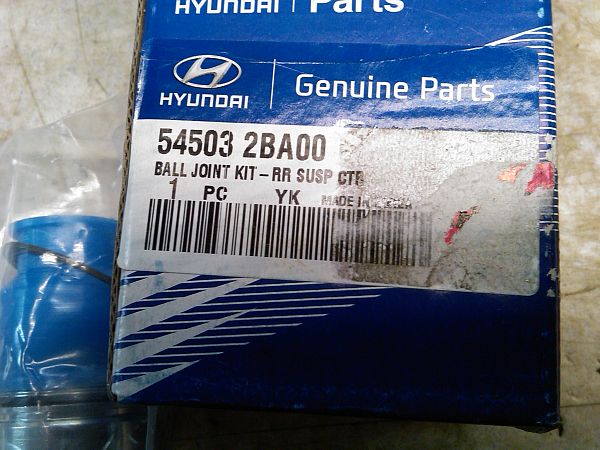 HYUNDAI | Parts
HYUNDAI | Genuine Parts
54503 2BA00
BALL JOINT KIT-RR SUSP CTR
1 PC YK MADE IN